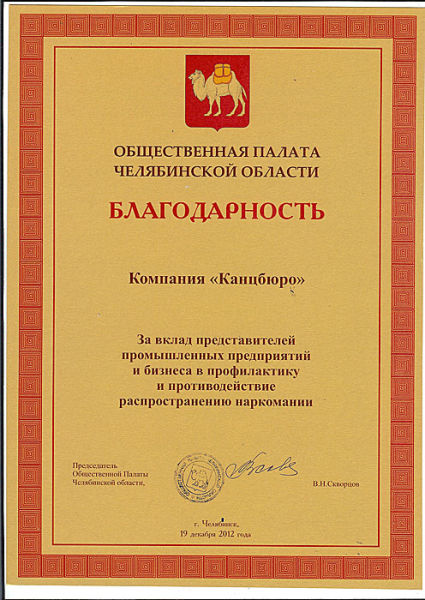 ОБЩЕСТВЕННАЯ ПАЛАТА
ЧЕЛЯБИНСКОЙ ОБЛАСТИ
БЛАГОДАРНОСТЬ
Компания «Канцбюро»
За вклад представителей
промышленных предприятий
и бизнеса в профилактику
и противодействие
распространению наркомании
Председатель
Общественной Палаты
Челябинской области,
В.Н.Скворцов
г. Челябинск,
19 декабря 2012 года